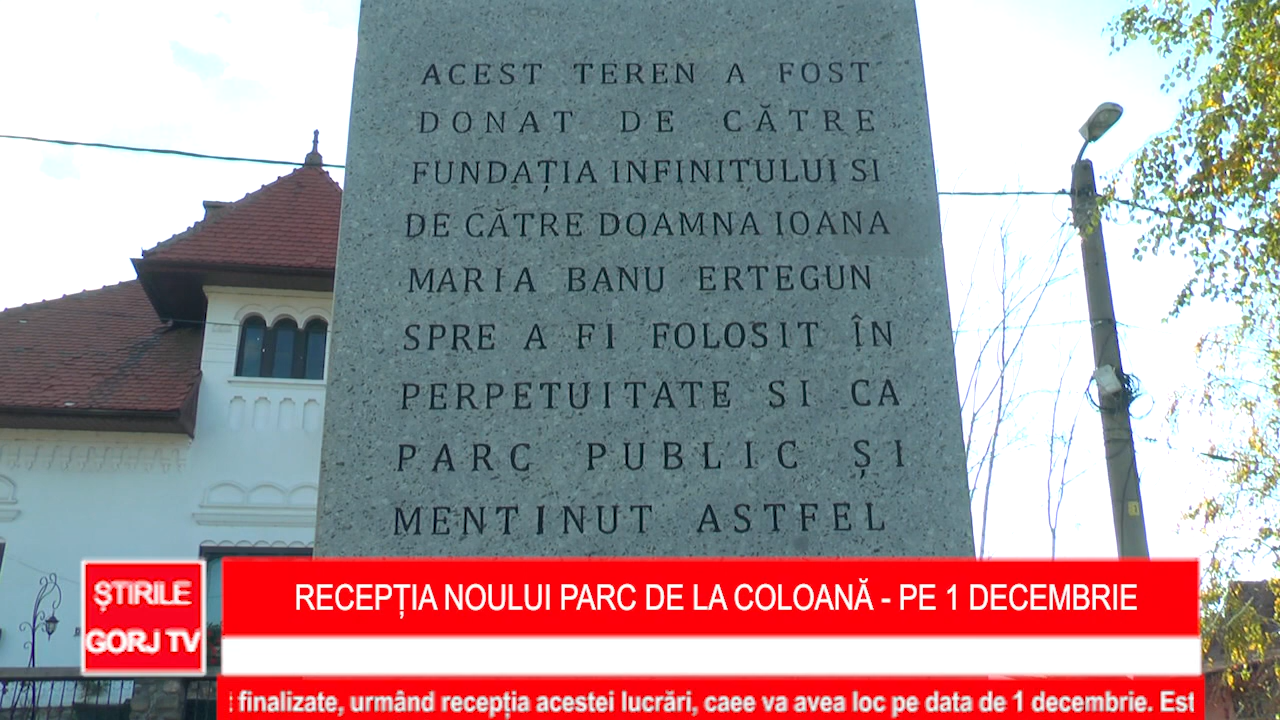 ACEST TEREN A FOST
DONAT DE CĂTRE
FUNDAȚIA INFINITULUI SI
DE CĂTRE DOAMNA IOANA
MARIA BANU ERTEGUN
SPRE A FI FOLOSIT ÎN
PERPETUITATE SI CA
PARC PUBLIC ȘI
MENTINUT ASTFEL
ȘTIRILE
GORJ TV
RECEPȚIA NOULUI PARC DE LA COLOANĂ - PE 1 DECEMBRIE
finalizate, urmând recepția acestei lucrări, caee va avea loc pe data de 1 decembrie. Est